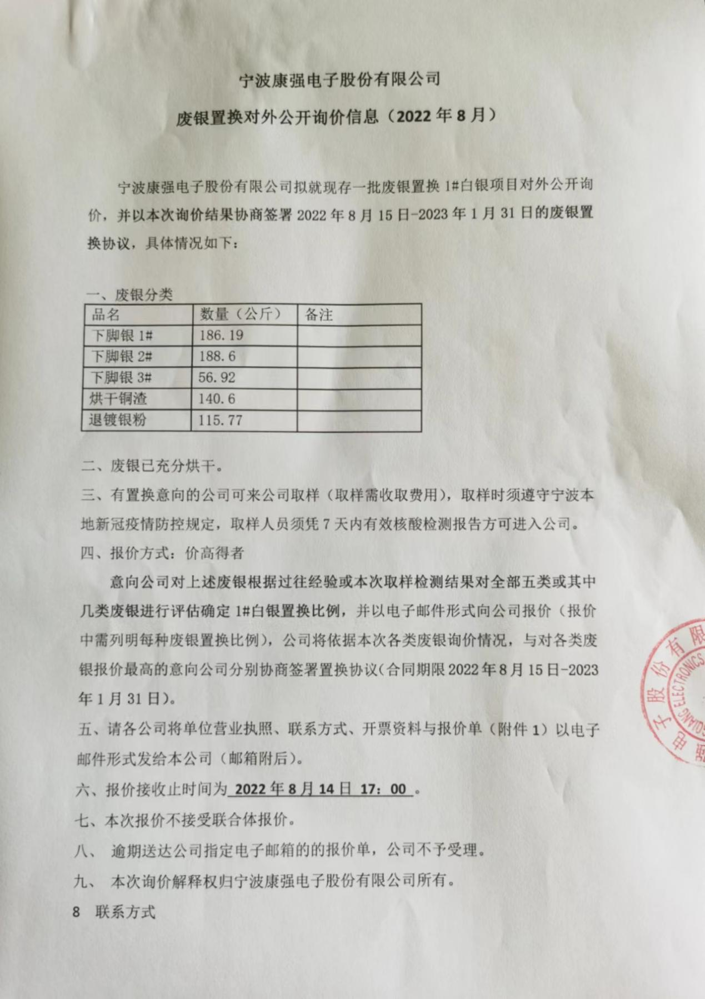 宁波康强电子股份有限公司
废银置换对外公开询价信息（2022 年 8 月）
宁波康强电子股份有限公司拟就现存一批废银置换 1#白银项目对外公开询
价，并以本次询价结果协商签署 2022 年 8 月 15 日-2023 年 1 月 31 日的废银置
换协议，具体情况如下：
一、废银分类
品名 数量（公斤） 备注
下脚银 1# 186.19
下脚银 2# 188.6
下脚银 3# 56.92
烘干铜渣 140.6
退镀银粉 115.77
二、废银已充分烘干。
三、有置换意向的公司可来公司取样（取样需收取费用），取样时须遵守宁波本
地新冠疫情防控规定，取样人员须凭 7 天内有效核酸检测报告方可进入公司。
四、报价方式：价高得者
意向公司对上述废银根据过往经验或本次取样检测结果对全部五类或其中
几类废银进行评估确定 1#白银置换比例，并以电子邮件形式向公司报价（报价
中需列明每种废银置换比例），公司将依据本次各类废银询价情况，与对各类废
银报价最高的意向公司分别协商签署置换协议（合同期限 2022 年 8 月 15 日-2023
年 1 月 31 日）。
五、请各公司将单位营业执照、联系方式、开票资料与报价单（附件 1）以电子
邮件形式发给本公司（邮箱附后）。
六、报价接收止时间为 2022 年 8 月 14 日 17：00 。
七、本次报价不接受联合体报价。
八、 逾期送达公司指定电子邮箱的的报价单，公司不予受理。
九、 本次询价解释权归宁波康强电子股份有限公司所有。
8 联系方式
强电子股份有限
QIANG ELECTRONICS